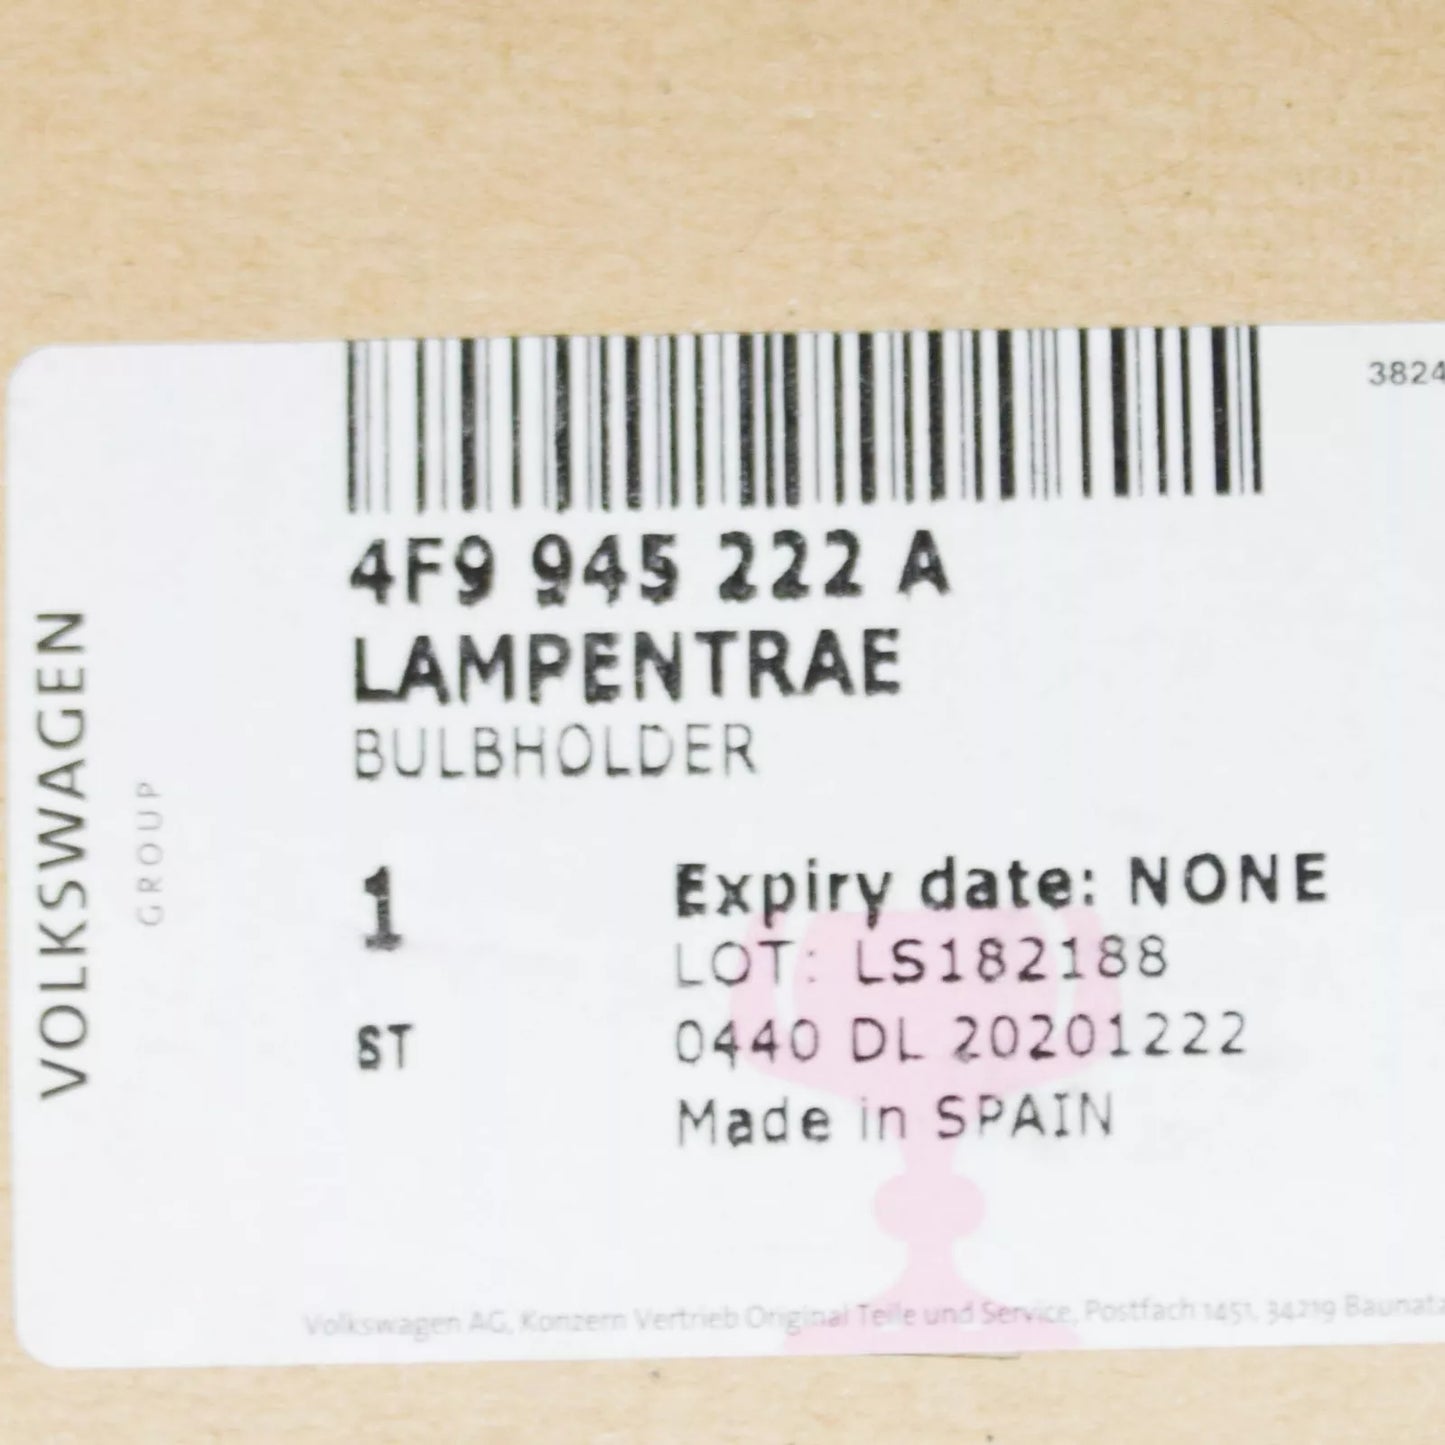 3824
4F9 945 222 A
LAMPENTRAE
BULBHOLDER
VOLKSWAGEN
GROUP
1
Expiry date: NONE
LOT: LS182188
ST
0440 DL 20201222
Made in SPAIN
Volkswagen AG, Konzern Vertrieb Original Teile und Service, Postfach 1451, 34219 Baunata